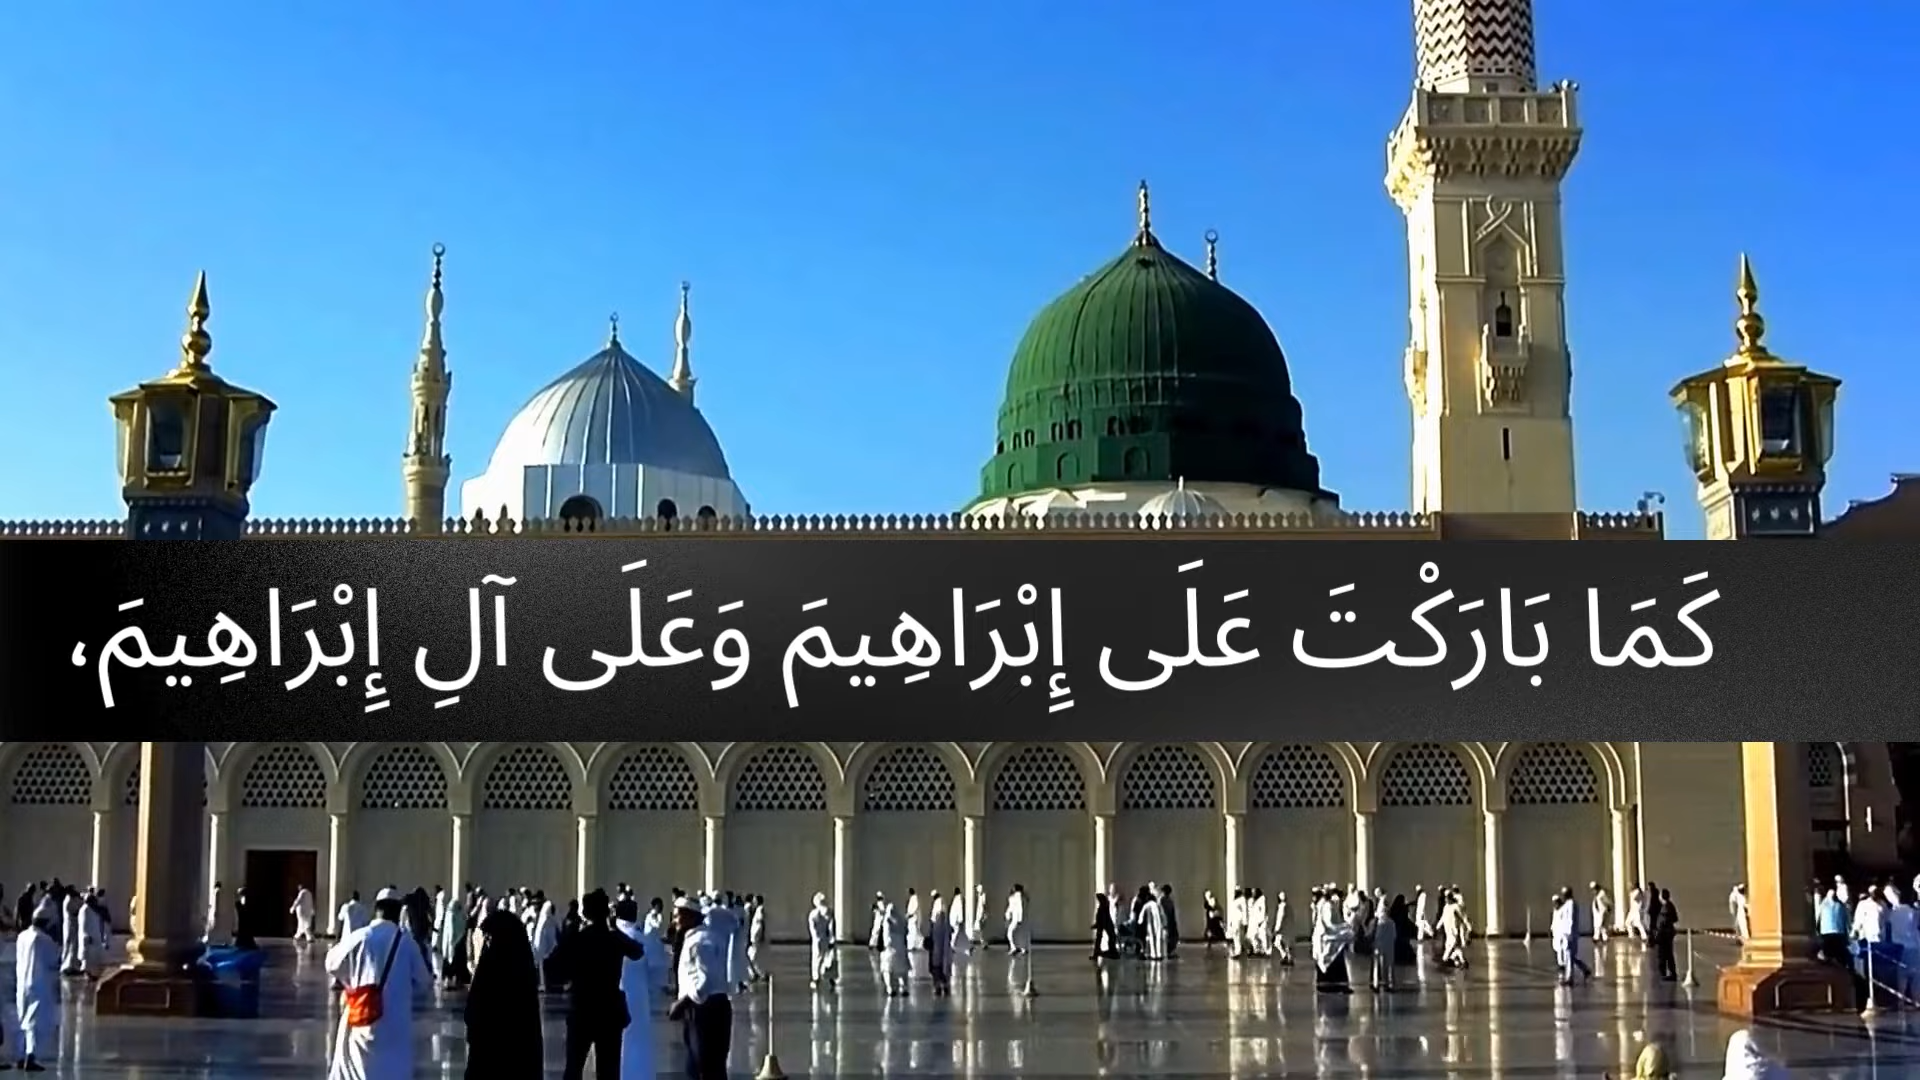 كَمَا بَارَكْتَ عَلَى إِبْرَاهِيمَ وَعَلَى آلِ إِبْرَاهِيمَ،